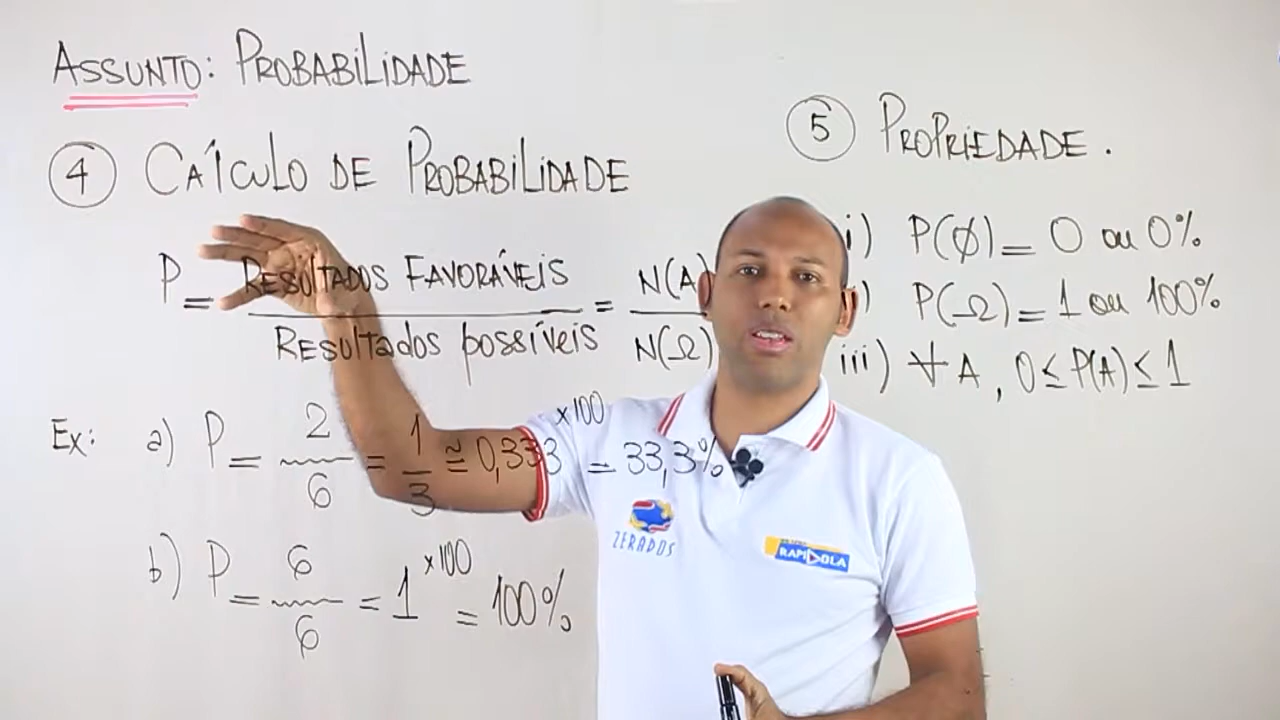 ASSUNTO: PROBABILIDADE
4 CÁLCULO DE PROBABILIDADE
P = RESULTADOS FAVORÁVEIS = N(A)
RESULTADOS POSSÍVEIS N(Ω)
Ex: a) P = 2/6 = 1/3 ≅ 0,333 ×100 = 33,3%
b) P = 6/6 = 1 ×100 = 100%
5 PROPRIEDADE.
i) P(∅) = 0 ou 0%
) P(Ω) = 1 ou 100%
iii) ∀ A, 0 ≤ P(A) ≤ 1
ZERADOS
RAPIDOLA